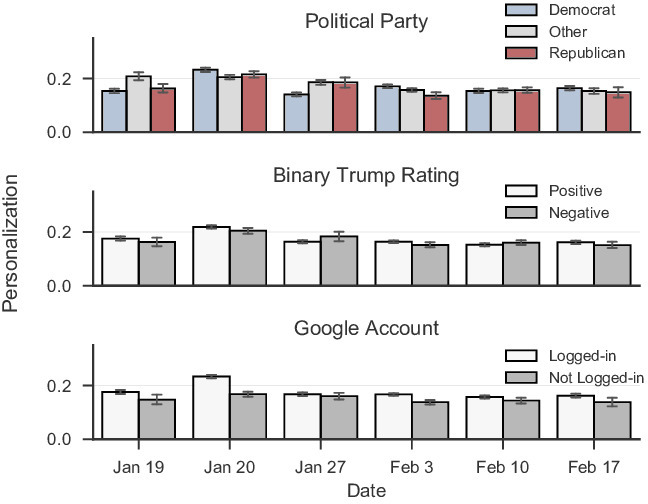 Political Party
Democrat
Other
Republican
0.2
0.0
Binary Trump Rating
Positive
Negative
0.2
0.0
Personalization
Google Account
Logged-in
Not Logged-in
0.2
0.0
Jan 19 Jan 20 Jan 27 Feb 3 Feb 10 Feb 17
Date